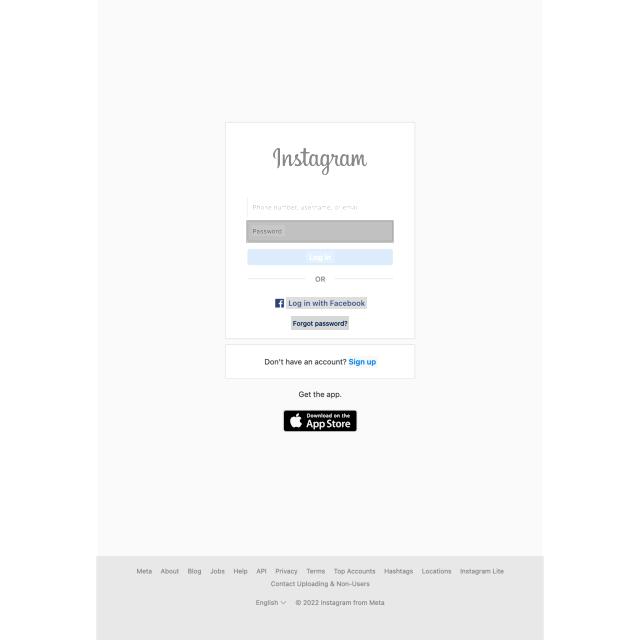 Instagram
Phone number, username, or email
Password
Log in
OR
Log in with Facebook
Forgot password?
Don't have an account? Sign up
Get the app.
Download on the
App Store
Meta About Blog Jobs Help API Privacy Terms Top Accounts Hashtags Locations Instagram Lite
Contact Uploading & Non-Users
English © 2022 Instagram from Meta